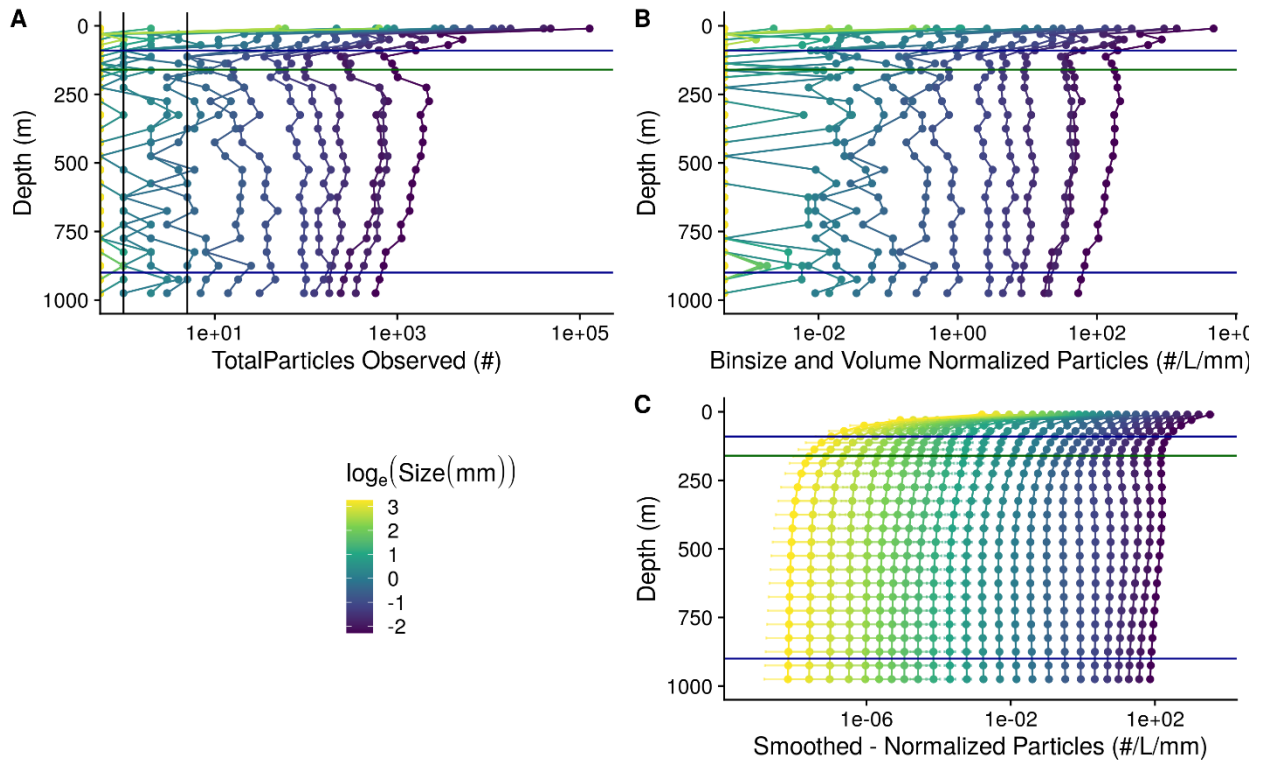 A
0
250
500
750
1000
Depth (m)
1e+01 1e+03 1e+05
TotalParticles Observed (#)
B
0
250
500
750
1000
Depth (m)
1e-02 1e+00 1e+02
Binsize and Volume Normalized Particles (#/L/mm)
logₑ(Size(mm))
3
2
1
0
-1
-2
C
0
250
500
750
1000
Depth (m)
1e-06 1e-02 1e+02
Smoothed - Normalized Particles (#/L/mm)